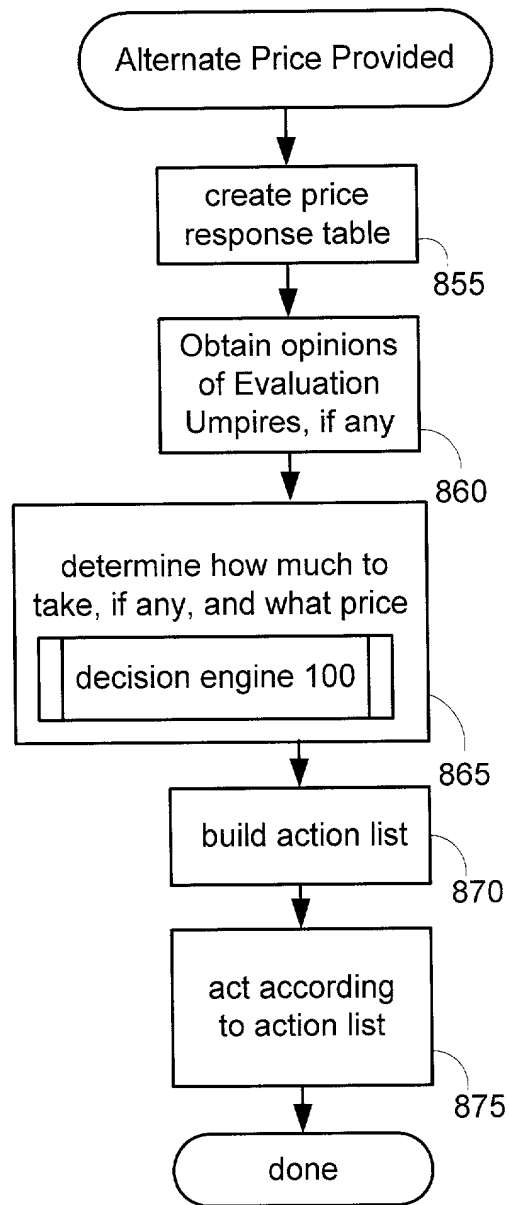 Alternate Price Provided
create price
response table
855
Obtain opinions
of Evaluation
Umpires, if any
860
determine how much to
take, if any, and what price
decision engine 100
865
build action list
870
act according
to action list
875
done